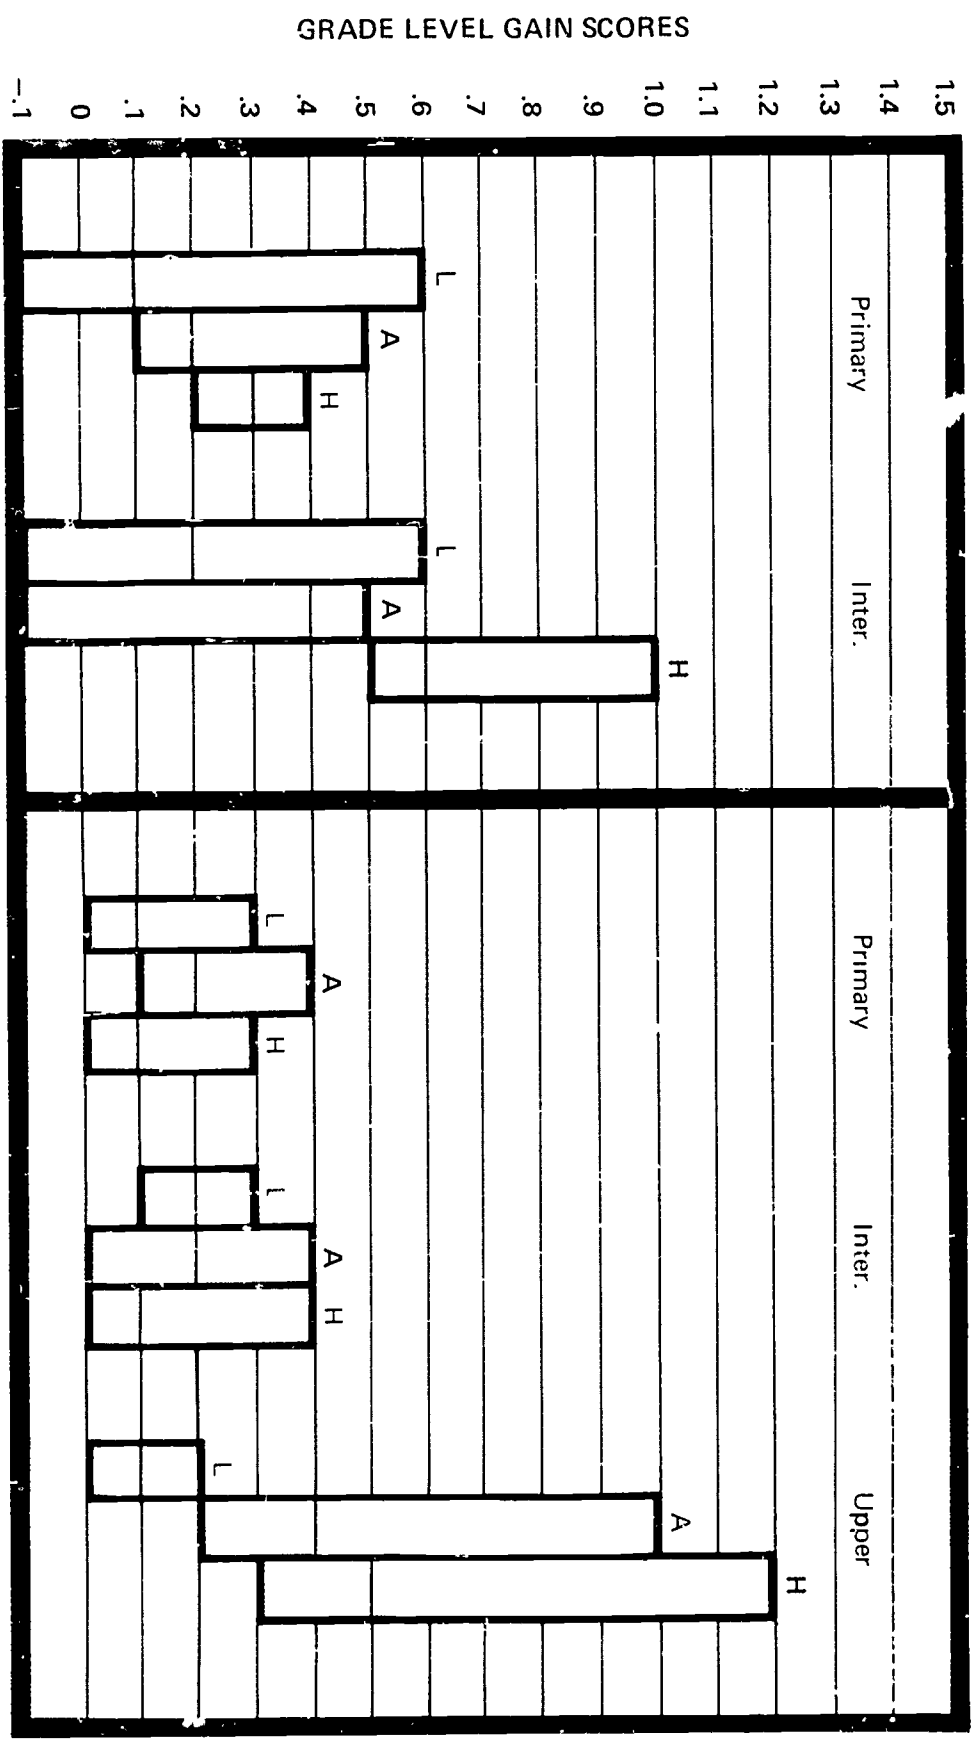 GRADE LEVEL GAIN SCORES
-.1 0 .1 .2 .3 .4 .5 .6 .7 .8 .9 1.0 1.1 1.2 1.3 1.4 1.5
Primary
L
A
H
Inter.
L
A
H
Primary
L
A
H
Inter.
L
A
H
Upper
L
A
H